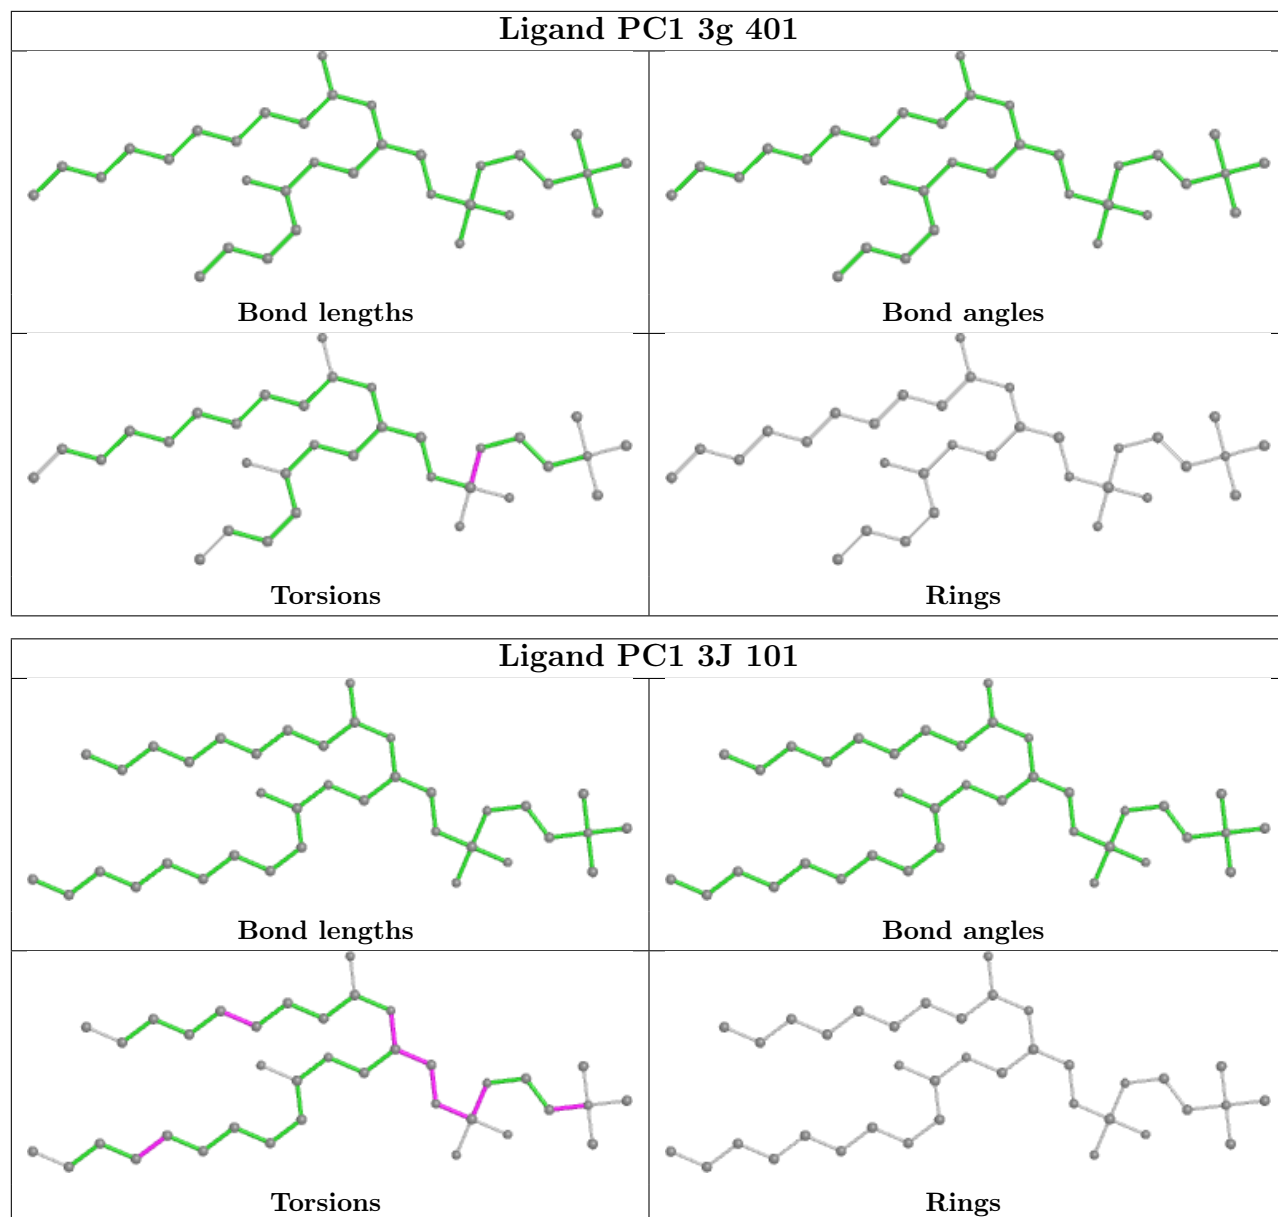 Ligand PC1 3g 401
Bond lengths
Bond angles
Torsions
Rings
Ligand PC1 3J 101
Bond lengths
Bond angles
Torsions
Rings